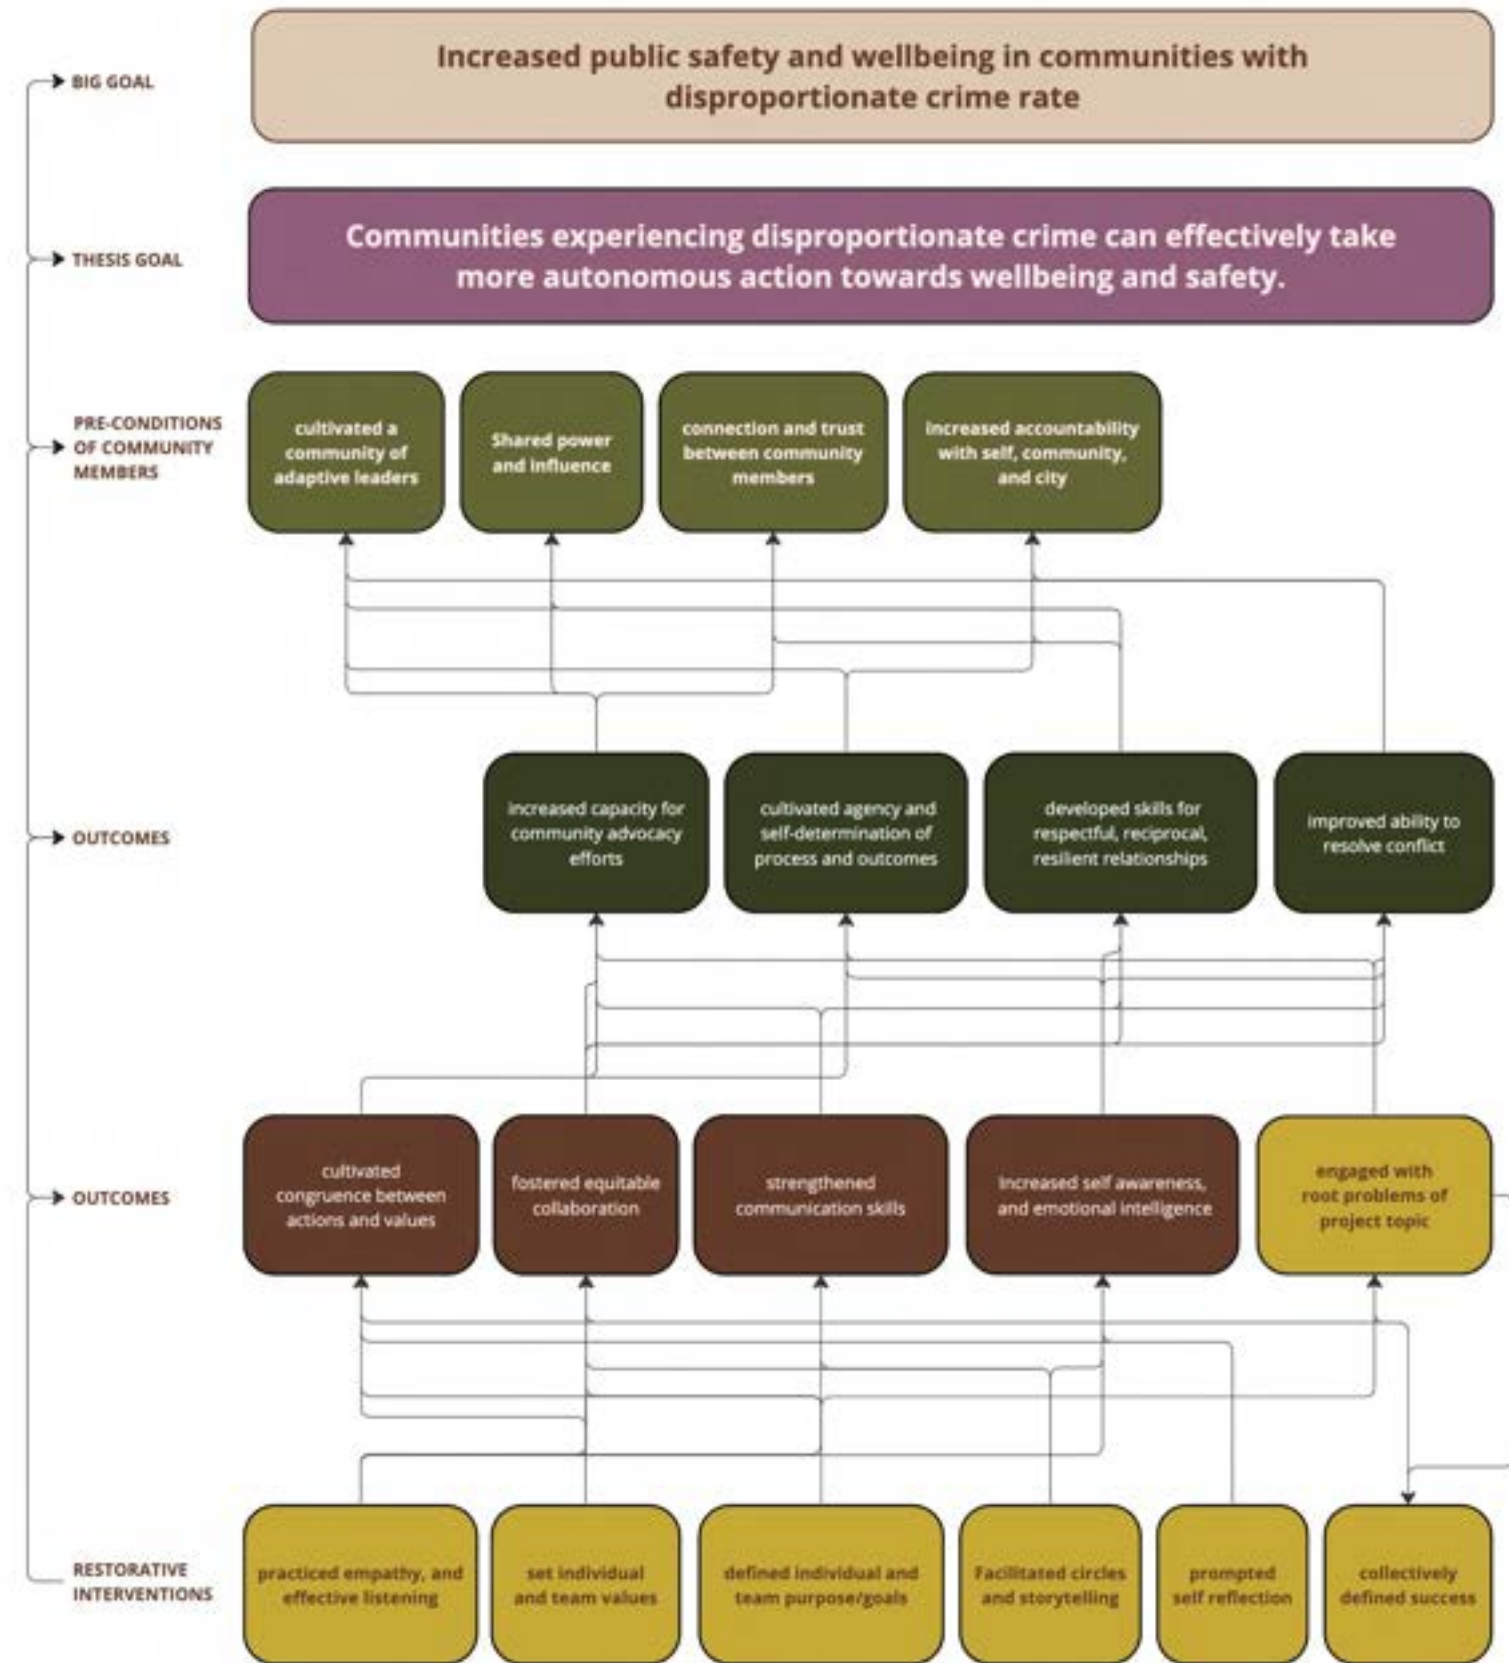 BIG GOAL
Increased public safety and wellbeing in communities with
disproportionate crime rate
THESIS GOAL
Communities experiencing disproportionate crime can effectively take
more autonomous action towards wellbeing and safety.
PRE-CONDITIONS
OF COMMUNITY
MEMBERS
cultivated a
community of
adaptive leaders
Shared power
and influence
connection and trust
between community
members
increased accountability
with self, community,
and city
OUTCOMES
increased capacity for
community advocacy
efforts
cultivated agency and
self-determination of
process and outcomes
developed skills for
respectful, reciprocal,
resilient relationships
improved ability to
resolve conflict
OUTCOMES
cultivated
congruence between
actions and values
fostered equitable
collaboration
strengthened
communication skills
increased self awareness,
and emotional intelligence
engaged with
root problems of
project topic
RESTORATIVE
INTERVENTIONS
practiced empathy, and
effective listening
set individual
and team values
defined individual and
team purpose/goals
Facilitated circles
and storytelling
prompted
self reflection
collectively
defined success